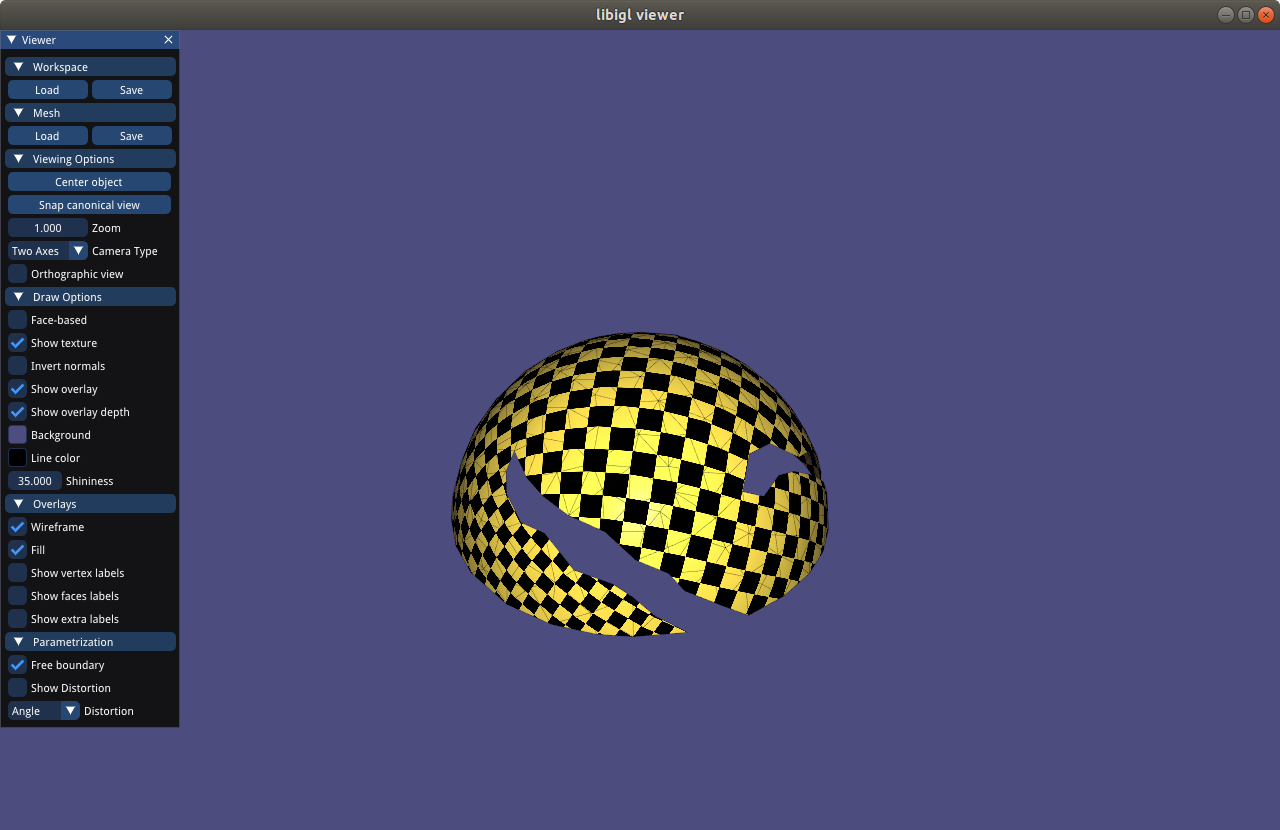 libigl viewer
Viewer
Workspace
Load Save
Mesh
Load Save
Viewing Options
Center object
Snap canonical view
1.000 Zoom
Two Axes Camera Type
Orthographic view
Draw Options
Face-based
Show texture
Invert normals
Show overlay
Show overlay depth
Background
Line color
35.000 Shininess
Overlays
Wireframe
Fill
Show vertex labels
Show faces labels
Show extra labels
Parametrization
Free boundary
Show Distortion
Angle Distortion